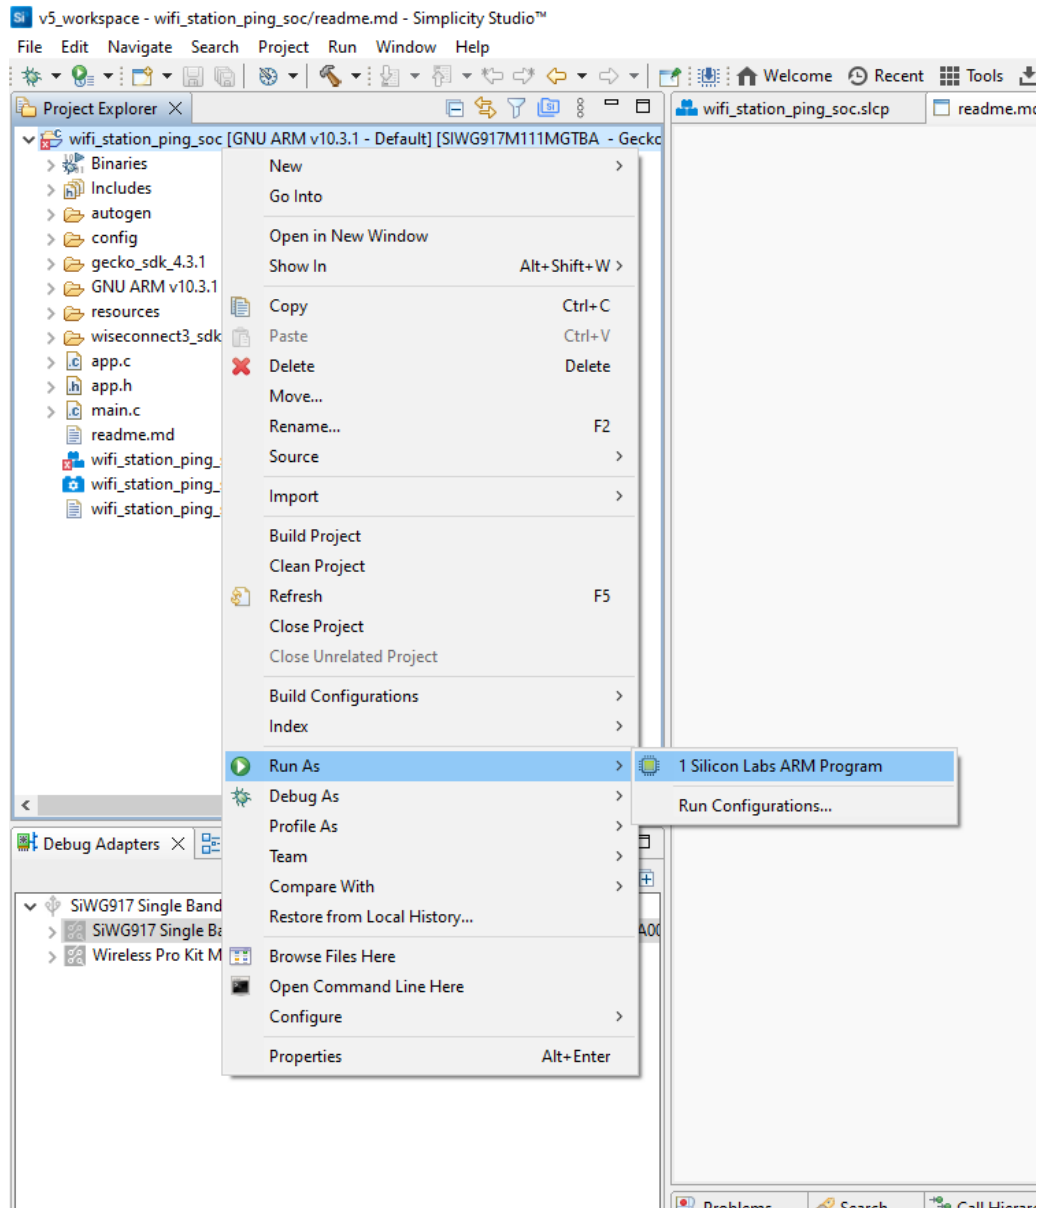 Si v5_workspace - wifi_station_ping_soc/readme.md - Simplicity Studio™
File Edit Navigate Search Project Run Window Help
Welcome Recent Tools
Project Explorer
wifi_station_ping_soc.slcp
wifi_station_ping_soc [GNU ARM v10.3.1 - Default] [SIWG917M111MGTBA - Gecko
Binaries
Includes
autogen
config
gecko_sdk_4.3.1
GNU ARM v10.3.1
resources
wiseconnect3_sdk
app.c
app.h
main.c
readme.md
wifi_station_ping_
wifi_station_ping_
wifi_station_ping_
New
Go Into
Open in New Window
Show In Alt+Shift+W
Copy Ctrl+C
Paste Ctrl+V
Delete Delete
Move...
Rename... F2
Source
Import
Build Project
Clean Project
Refresh F5
Close Project
Close Unrelated Project
Build Configurations
Index
Run As
1 Silicon Labs ARM Program
Run Configurations...
Debug As
Profile As
Team
Compare With
Restore from Local History...
Browse Files Here
Open Command Line Here
Configure
Properties Alt+Enter
Debug Adapters
SiWG917 Single Band
SiWG917 Single Ba
Wireless Pro Kit M
Problems Search Call Hierar